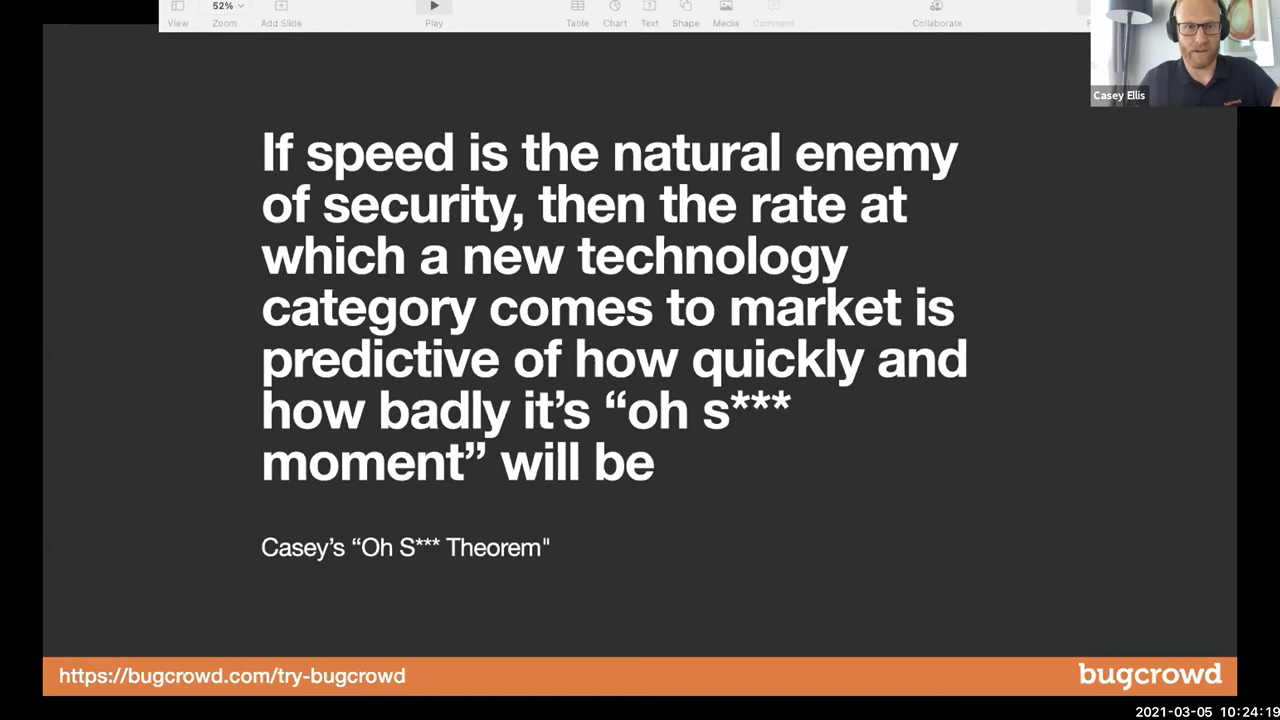 52%
View
Zoom
Add Slide
Play
Table
Chart
Text
Shape
Media
Comment
Collaborate
Casey Ellis
If speed is the natural enemy
of security, then the rate at
which a new technology
category comes to market is
predictive of how quickly and
how badly it’s “oh s***
moment” will be
Casey’s “Oh S*** Theorem"
https://bugcrowd.com/try-bugcrowd
bugcrowd
2021-03-05 10:24:19